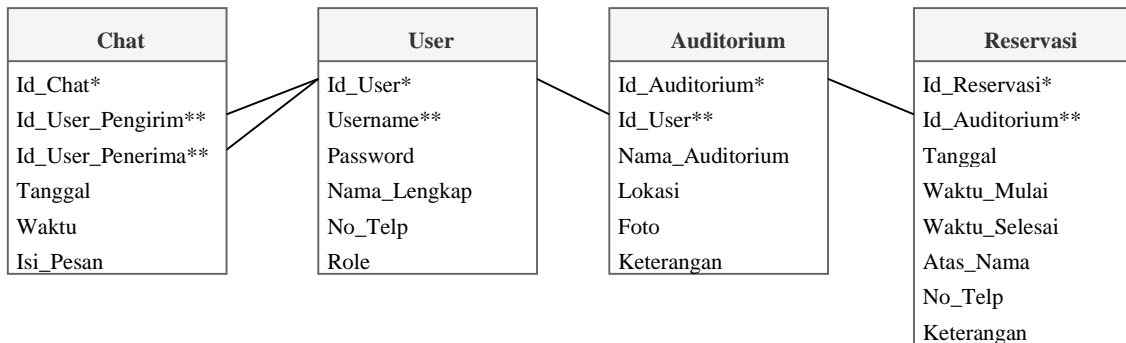 Chat
Id_Chat*
Id_User_Pengirim**
Id_User_Penerima**
Tanggal
Waktu
Isi_Pesan
User
Id_User*
Username**
Password
Nama_Lengkap
No_Telp
Role
Auditorium
Id_Auditorium*
Id_User**
Nama_Auditorium
Lokasi
Foto
Keterangan
Reservasi
Id_Reservasi*
Id_Auditorium**
Tanggal
Waktu_Mulai
Waktu_Selesai
Atas_Nama
No_Telp
Keterangan